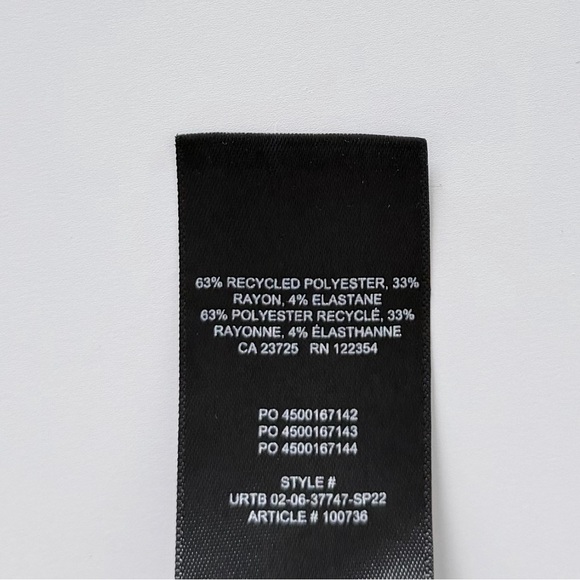 63% RECYCLED POLYESTER, 33%
RAYON, 4% ELASTANE
63% POLYESTER RECYCLÉ, 33%
RAYONNE, 4% ÉLASTHANNE
CA 23725 RN 122354
PO 4500167142
PO 4500167143
PO 4500167144
STYLE #
URTB 02-06-37747-SP22
ARTICLE # 100736